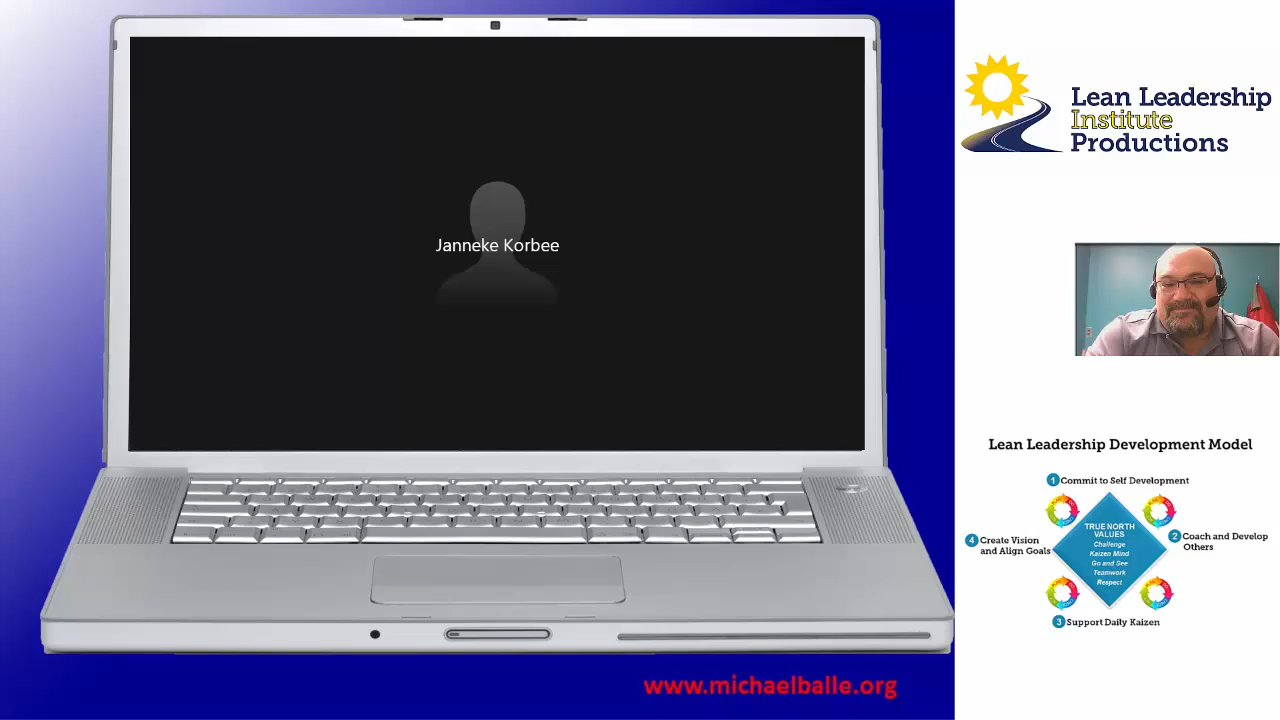 Janneke Korbee
www.michaelballe.org
Lean Leadership
Institute
Productions
Lean Leadership Development Model
1 Commit to Self Development
TRUE NORTH
VALUES
Challenge
Kaizen Mind
Go and See
Teamwork
Respect
2 Coach and Develop
Others
3 Support Daily Kaizen
4 Create Vision
and Align Goals